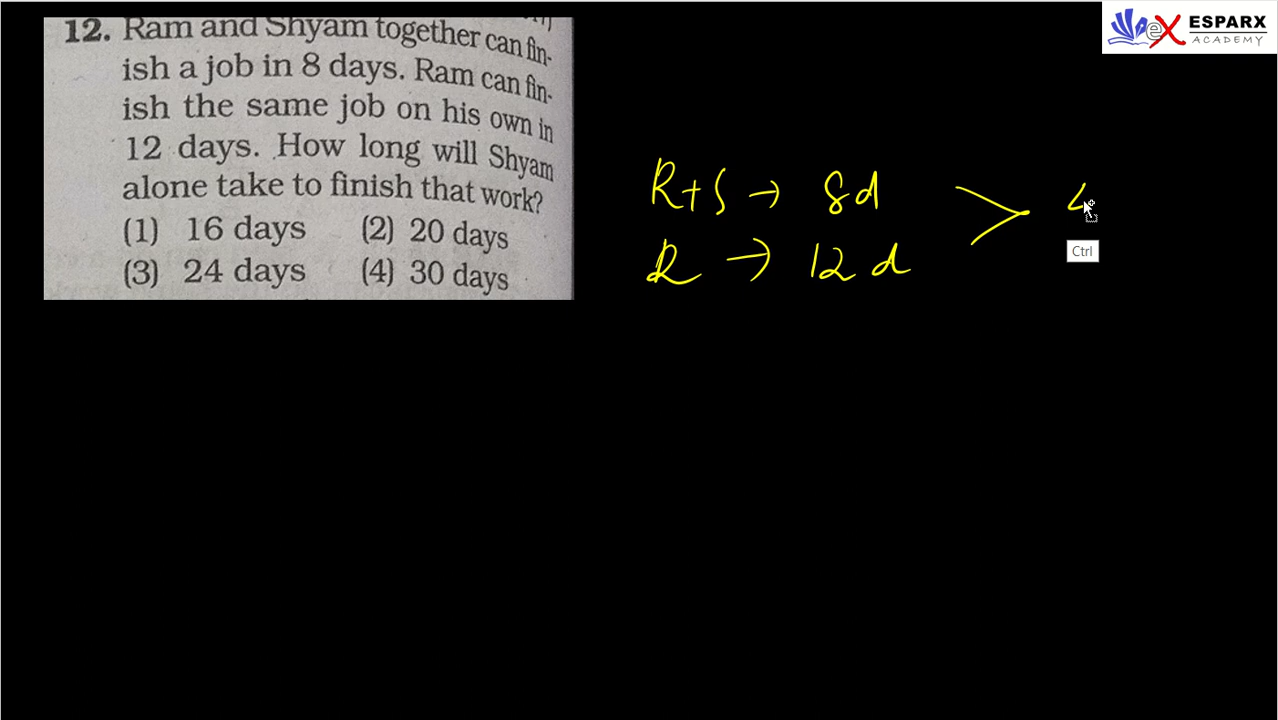 12. Ram and Shyam together can fin-
ish a job in 8 days. Ram can fin-
ish the same job on his own in
12 days. How long will Shyam
alone take to finish that work?
(1) 16 days (2) 20 days
(3) 24 days (4) 30 days
R+S → 8d
R → 12 d
>
Ctrl
eX ESPARX
ACADEMY